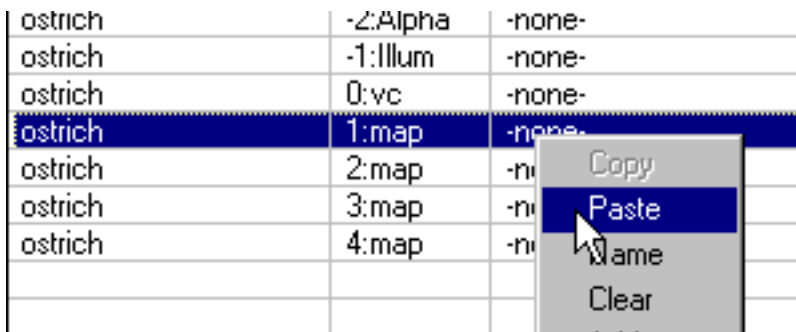 ostrich -2:Alpha -none-
ostrich -1:Illum -none-
ostrich 0:vc -none-
ostrich 1:map -none-
ostrich 2:map
ostrich 3:map
ostrich 4:map
Copy
Paste
Name
Clear